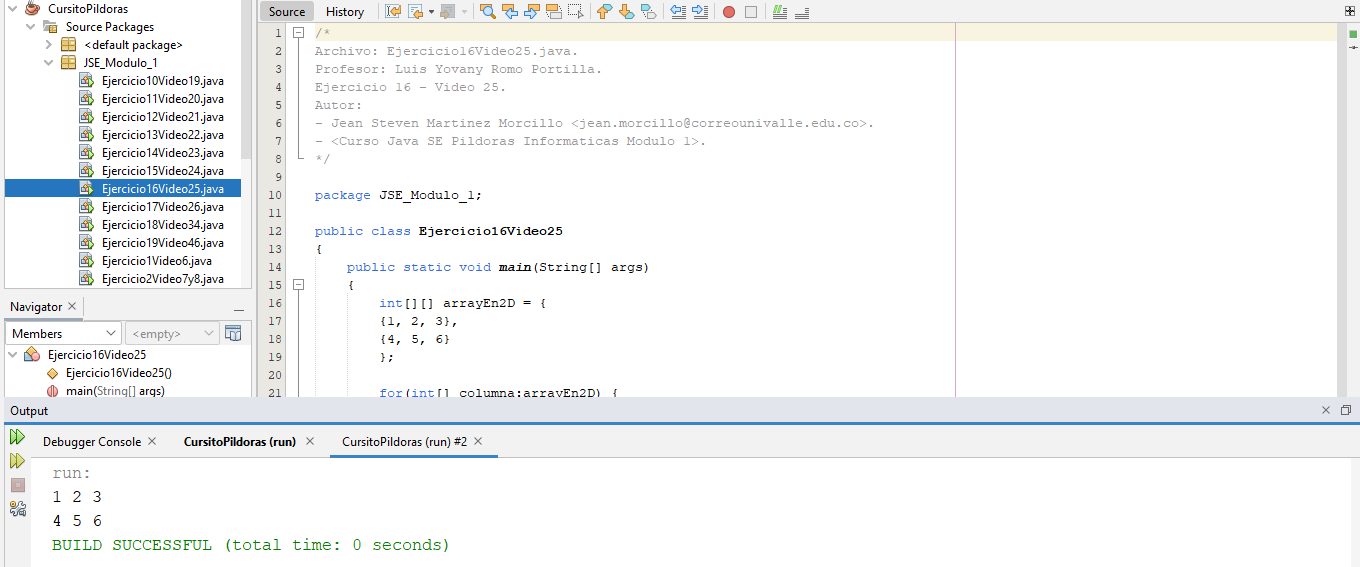 CursitoPildoras
Source Packages
<default package>
JSE_Modulo_1
Ejercicio10Video19.java
Ejercicio11Video20.java
Ejercicio12Video21.java
Ejercicio13Video22.java
Ejercicio14Video23.java
Ejercicio15Video24.java
Ejercicio16Video25.java
Ejercicio17Video26.java
Ejercicio18Video34.java
Ejercicio19Video46.java
Ejercicio1Video6.java
Ejercicio2Video7y8.java
Navigator
Members <empty>
Ejercicio16Video25
Ejercicio16Video25()
main(String[] args)
Source History
1 /*
2 Archivo: Ejercicio16Video25.java.
3 Profesor: Luis Yovany Romo Portilla.
4 Ejercicio 16 - Video 25.
5 Autor:
6 - Jean Steven Martinez Morcillo <jean.morcillo@correounivalle.edu.co>.
7 - <Curso Java SE Pildoras Informaticas Modulo 1>.
8 */
9
10 package JSE_Modulo_1;
11
12 public class Ejercicio16Video25
13 {
14 public static void main(String[] args)
15 {
16 int[][] arrayEn2D = {
17 {1, 2, 3},
18 {4, 5, 6}
19 };
20
21 for(int[] columna:arrayEn2D) {
Output
Debugger Console CursitoPildoras (run) CursitoPildoras (run) #2
run:
1 2 3
4 5 6
BUILD SUCCESSFUL (total time: 0 seconds)